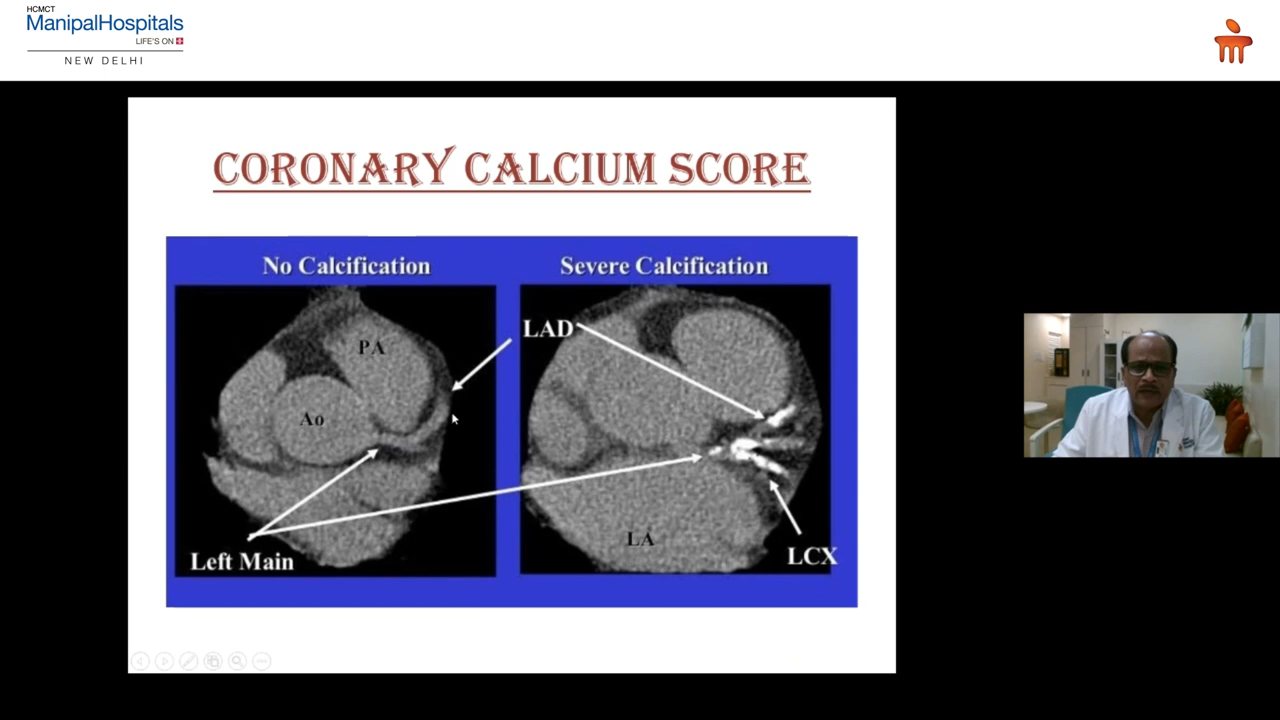 HCMCT
ManipalHospitals
LIFE'S ON
NEW DELHI
CORONARY CALCIUM SCORE
No Calcification
Severe Calcification
LAD
PA
Ao
LA
Left Main
LCX